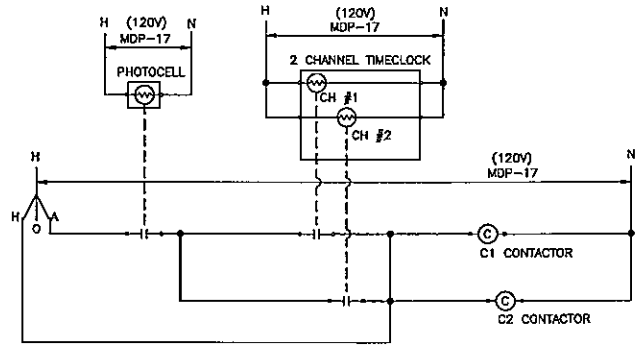 H (120V) N
MDP-17
PHOTOCELL
H (120V) N
MDP-17
2 CHANNEL TIMECLOCK
CH #1
CH #2
H (120V) N
MDP-17
H O A
C
C1 CONTACTOR
C
C2 CONTACTOR